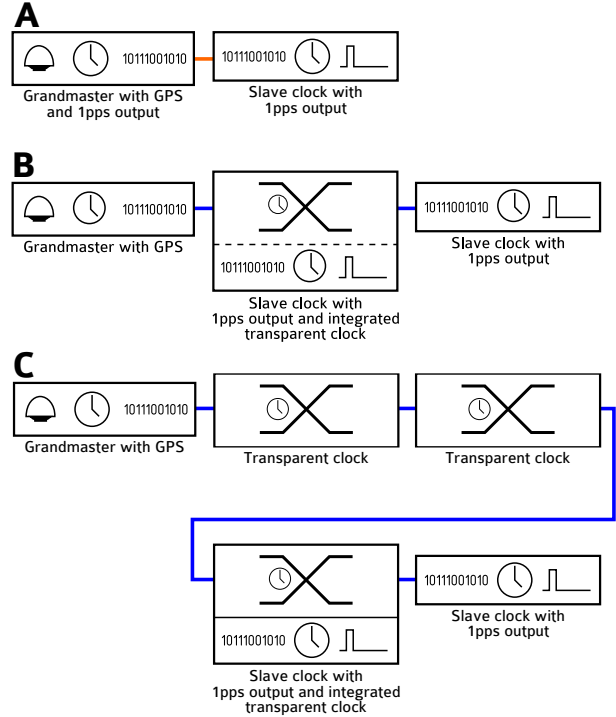 A
10111001010
10111001010
Grandmaster with GPS
and 1pps output
Slave clock with
1pps output
B
10111001010
10111001010
Grandmaster with GPS
10111001010
Slave clock with
1pps output
Slave clock with
1pps output and integrated
transparent clock
C
10111001010
Grandmaster with GPS
Transparent clock
Transparent clock
10111001010
10111001010
Slave clock with
1pps output
Slave clock with
1pps output and integrated
transparent clock